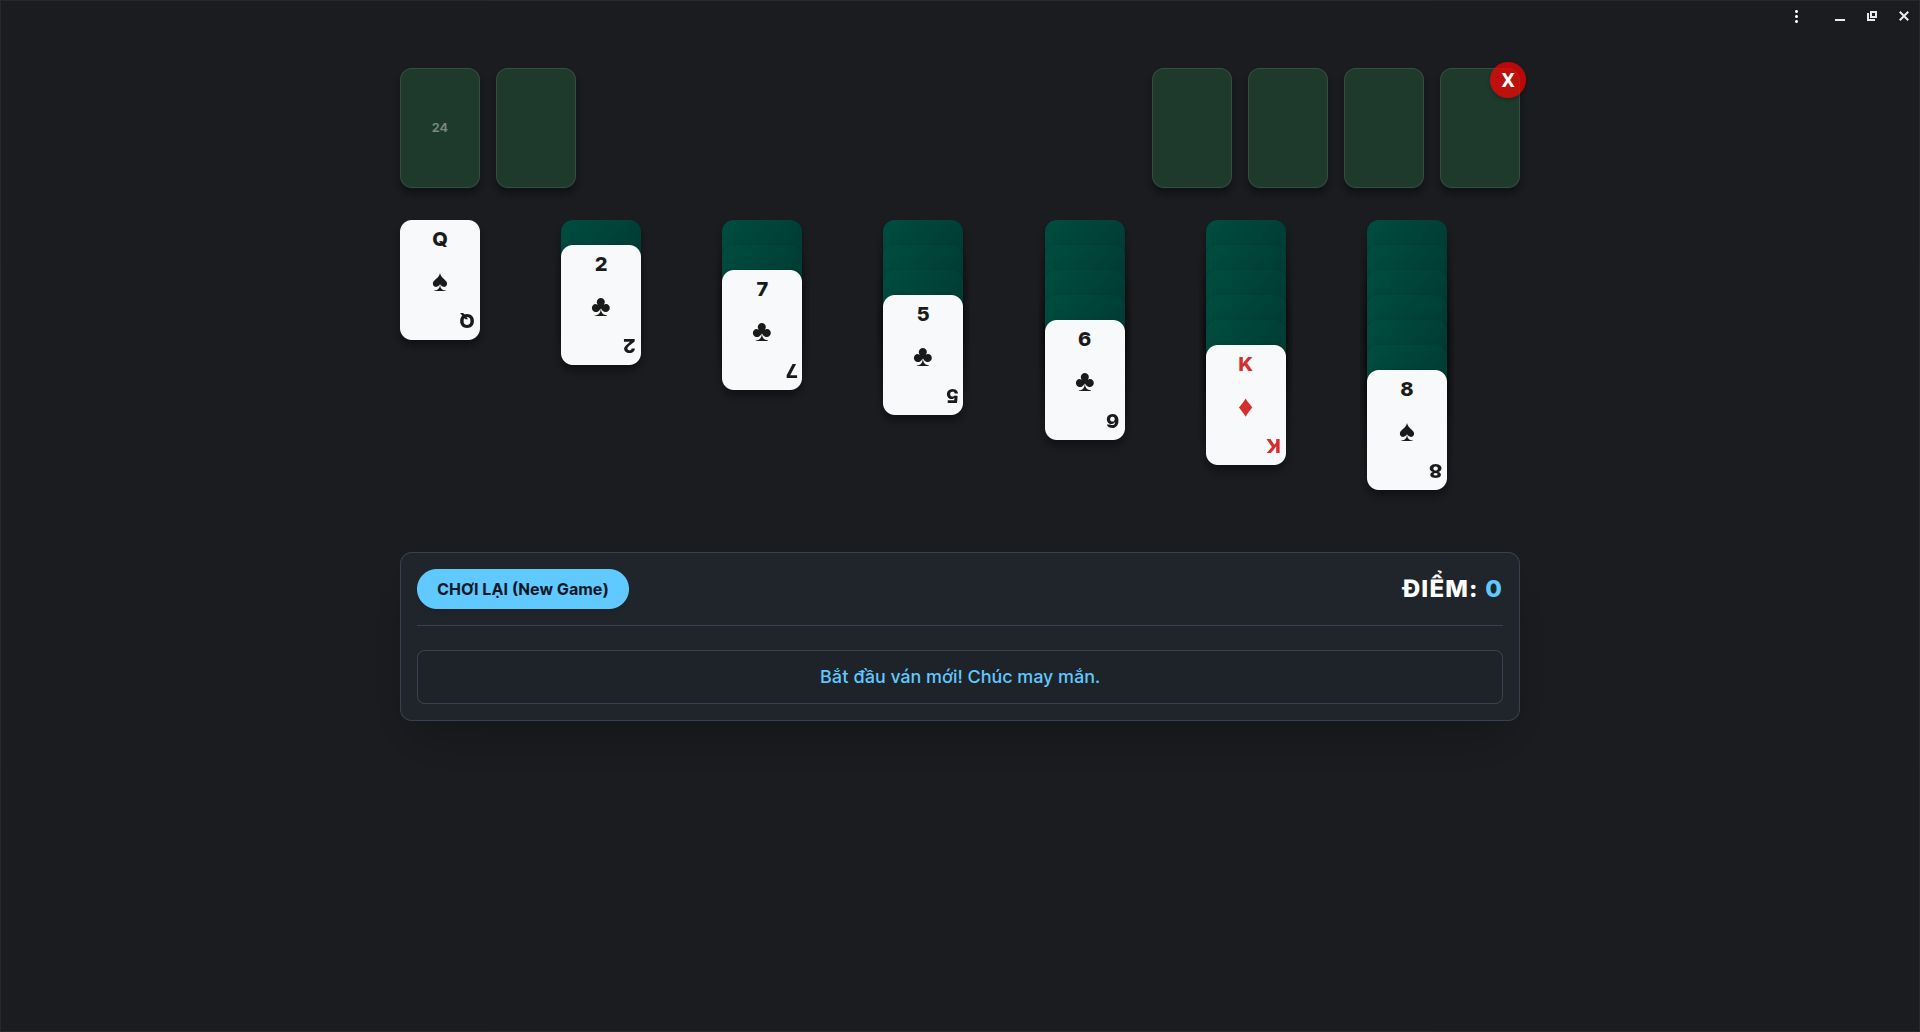 X
24
Q
♠
Q
2
♣
2
7
♣
7
5
♣
5
6
♣
6
K
♦
K
8
♠
8
CHƠI LẠI (New Game)
ĐIỂM: 0
Bắt đầu ván mới! Chúc may mắn.